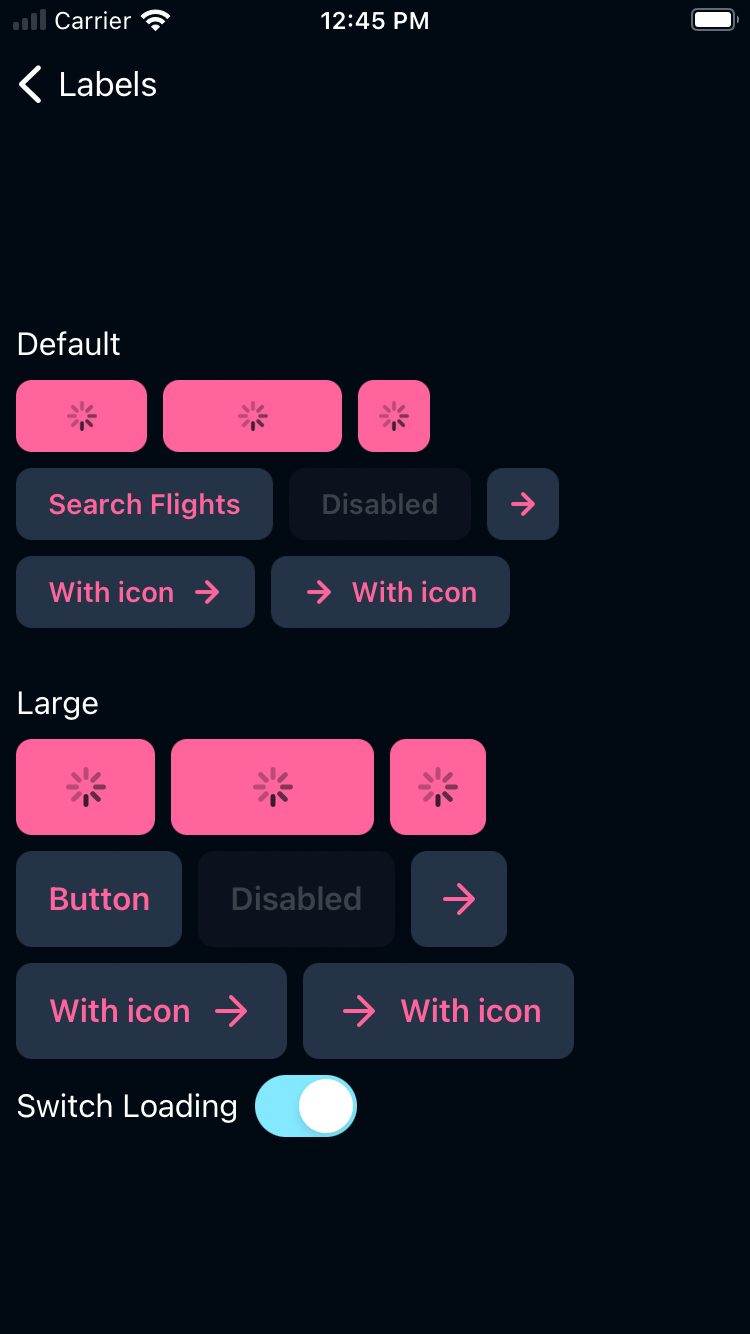 Carrier 12:45 PM
Labels
Default
Search Flights Disabled
With icon With icon
Large
Button Disabled
With icon With icon
Switch Loading